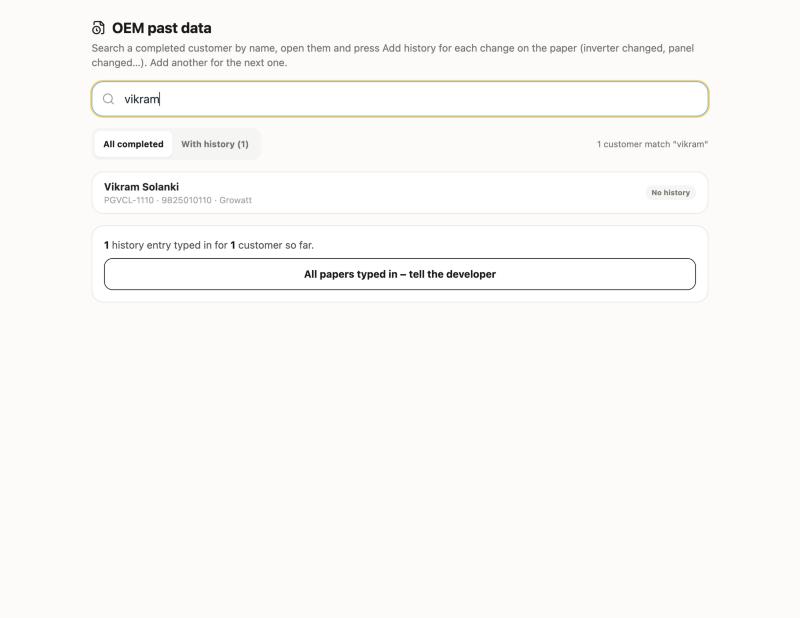 OEM past data
Search a completed customer by name, open them and press Add history for each change on the paper (inverter changed, panel
changed...). Add another for the next one.
vikram
All completed
With history (1)
1 customer match "vikram"
Vikram Solanki
PGVCL-1110 · 9825010110 · Growatt
No history
1 history entry typed in for 1 customer so far.
All papers typed in – tell the developer